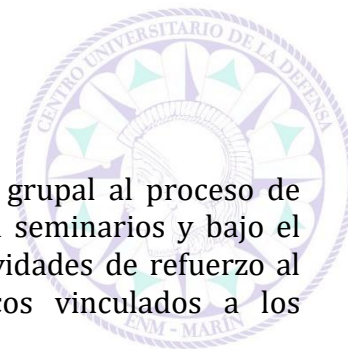 CENTRO UNIVERSITARIO DE LA DEFENSA
grupal al proceso de
seminarios y bajo el
vidades de refuerzo al
cos vinculados a los
ENM - MARÍN